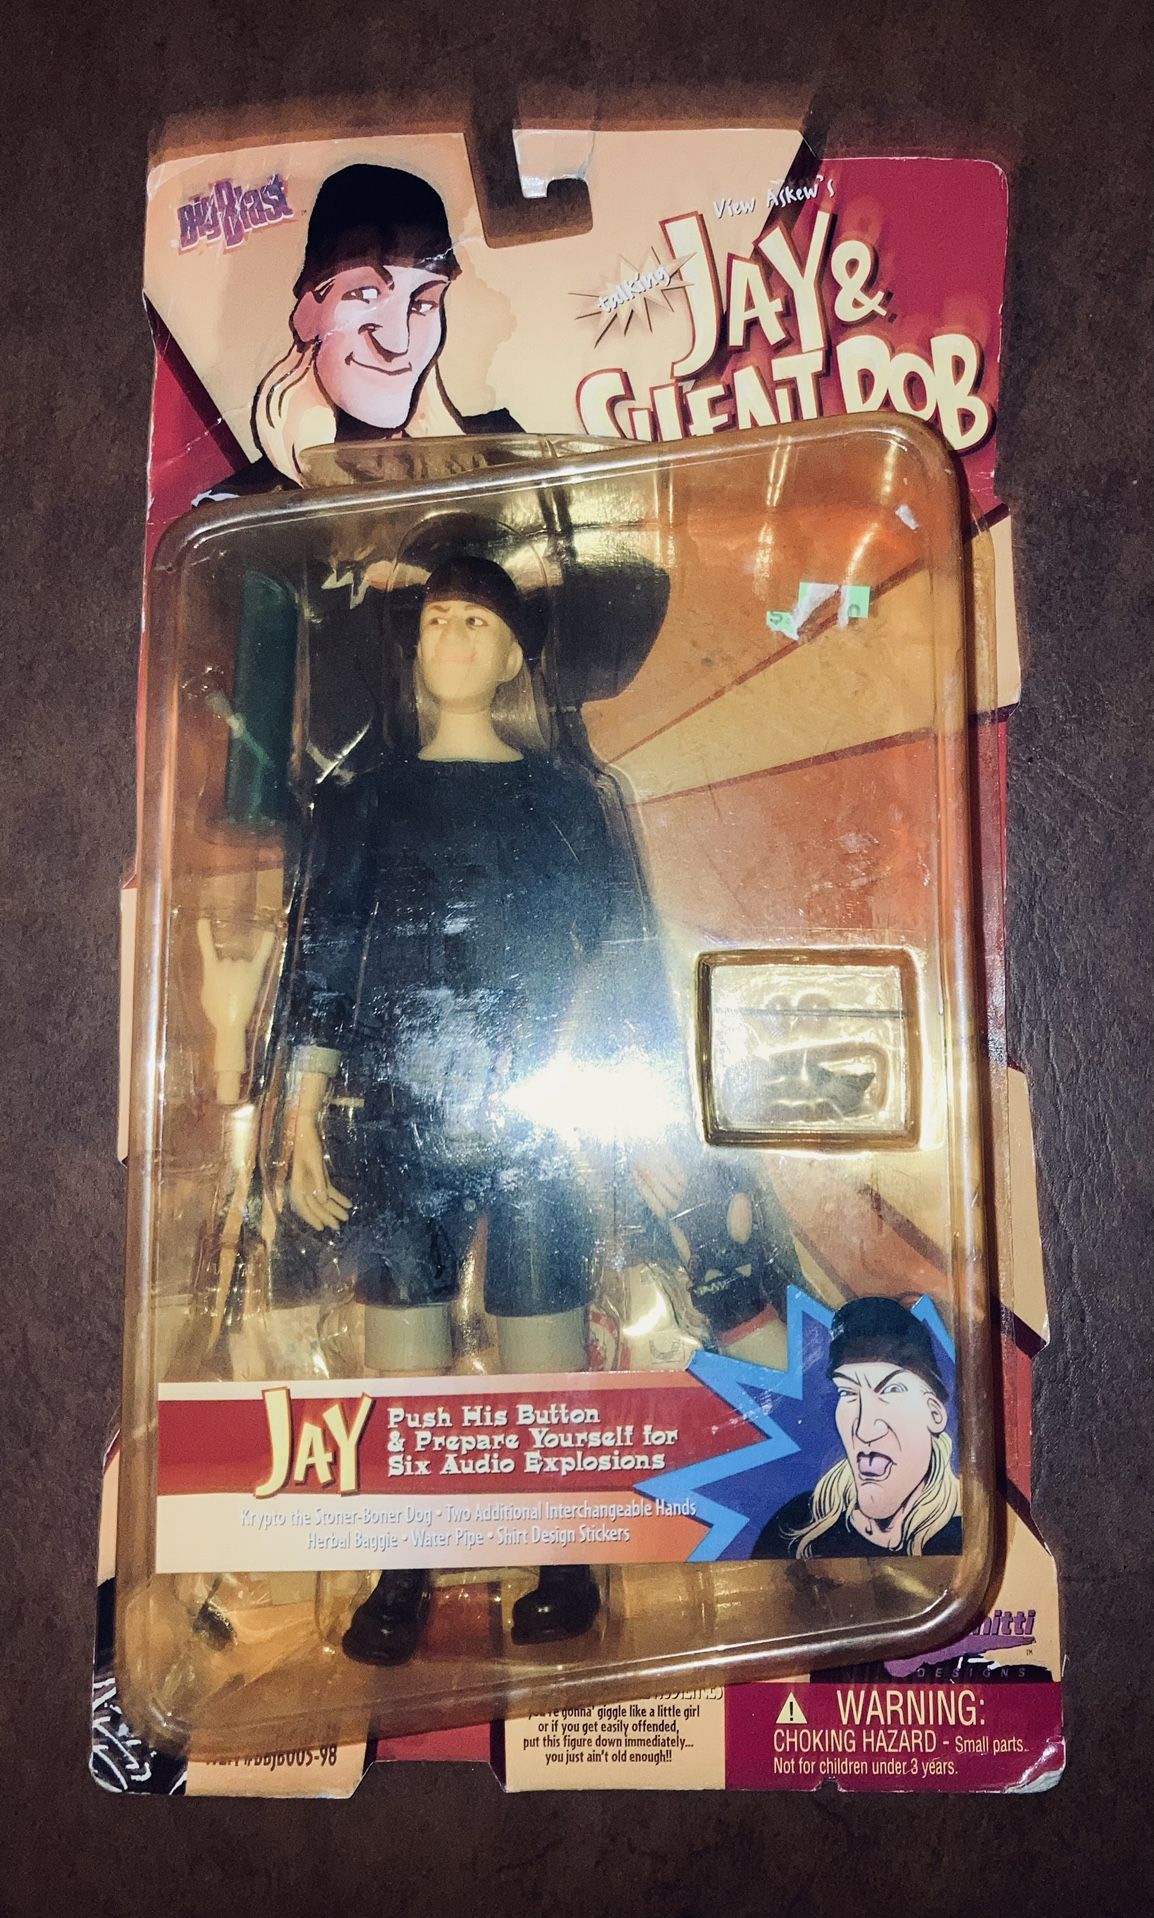 Big Blast
View Askew's
talking
JAY &
SILENT BOB
JAY
Push His Button
& Prepare Yourself for
Six Audio Explosions
Krypto the Stoner-Boner Dog • Two Additional Interchangeable Hands
Herbal Baggie • Water Pipe • Shirt Design Stickers
nitti
DESIGNS
you're gonna' giggle like a little girl
or if you get easily offended,
put this figure down immediately...
you just ain't old enough!!
WARNING:
CHOKING HAZARD - Small parts.
Not for children under 3 years.